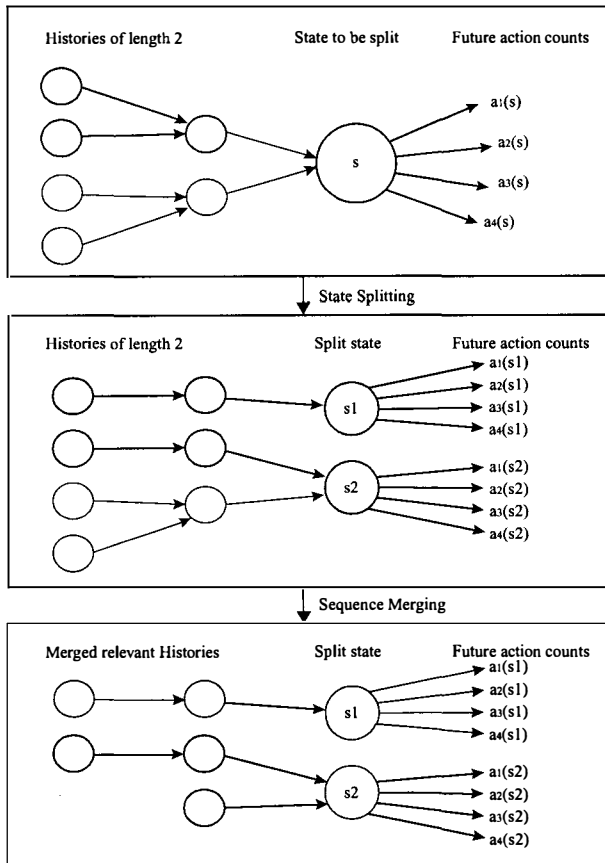 Histories of length 2 State to be split Future action counts
a1(s)
a2(s)
s
a3(s)
a4(s)
State Splitting
Histories of length 2 Split state Future action counts
a1(s1)
a2(s1)
s1
a3(s1)
a4(s1)
a1(s2)
a2(s2)
s2
a3(s2)
a4(s2)
Sequence Merging
Merged relevant Histories Split state Future action counts
a1(s1)
a2(s1)
s1
a3(s1)
a4(s1)
a1(s2)
a2(s2)
s2
a3(s2)
a4(s2)